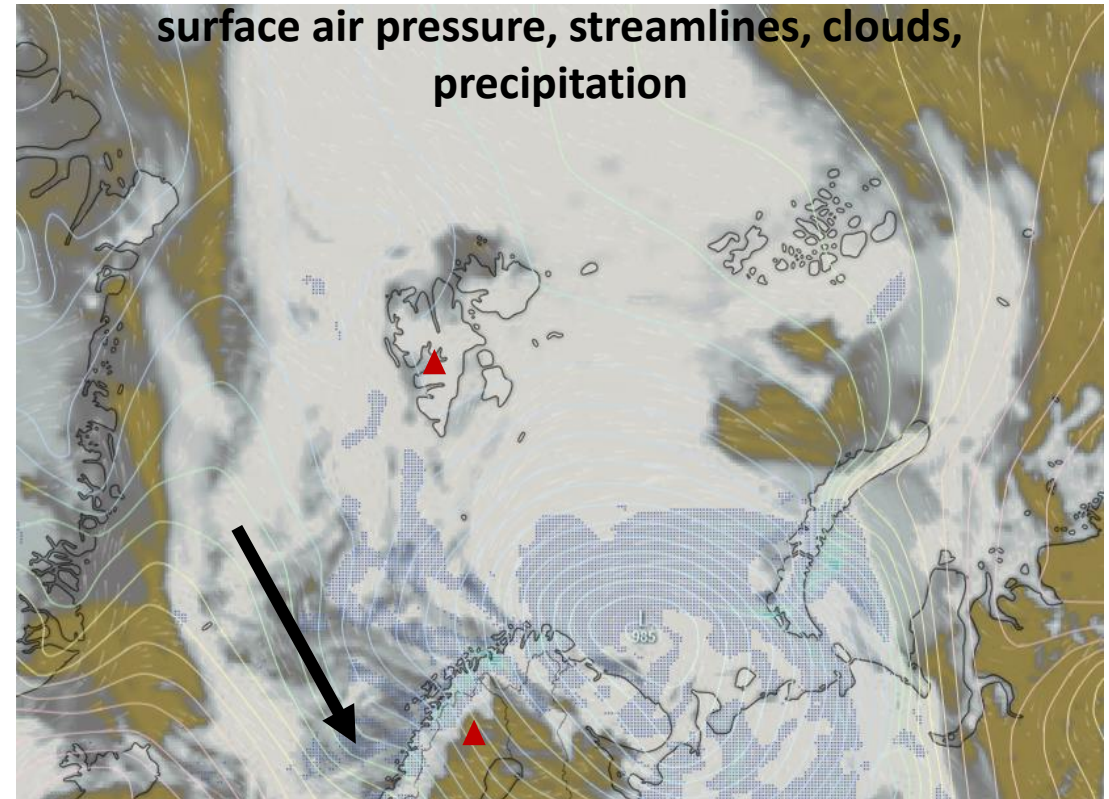 surface air pressure, streamlines, clouds,
precipitation
L
985